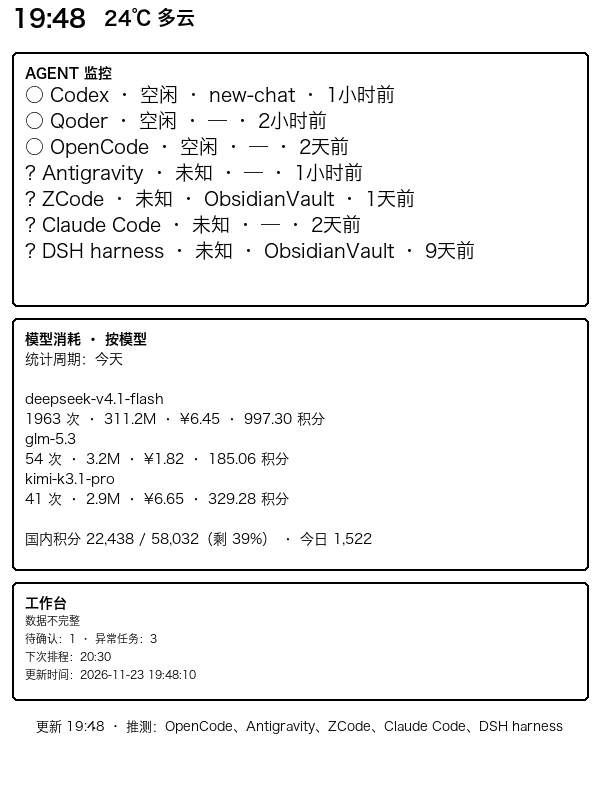 19:48 24℃ 多云
AGENT 监控
○ Codex · 空闲 · new-chat · 1小时前
○ Qoder · 空闲 · — · 2小时前
○ OpenCode · 空闲 · — · 2天前
? Antigravity · 未知 · — · 1小时前
? ZCode · 未知 · ObsidianVault · 1天前
? Claude Code · 未知 · — · 2天前
? DSH harness · 未知 · ObsidianVault · 9天前
模型消耗 · 按模型
统计周期：今天
deepseek-v4.1-flash
1963 次 · 311.2M · ¥6.45 · 997.30 积分
glm-5.3
54 次 · 3.2M · ¥1.82 · 185.06 积分
kimi-k3.1-pro
41 次 · 2.9M · ¥6.65 · 329.28 积分
国内积分 22,438 / 58,032（剩 39%） · 今日 1,522
工作台
数据不完整
待确认：1 · 异常任务：3
下次排程：20:30
更新时间：2026-11-23 19:48:10
更新 19:48 · 推测：OpenCode、Antigravity、ZCode、Claude Code、DSH harness